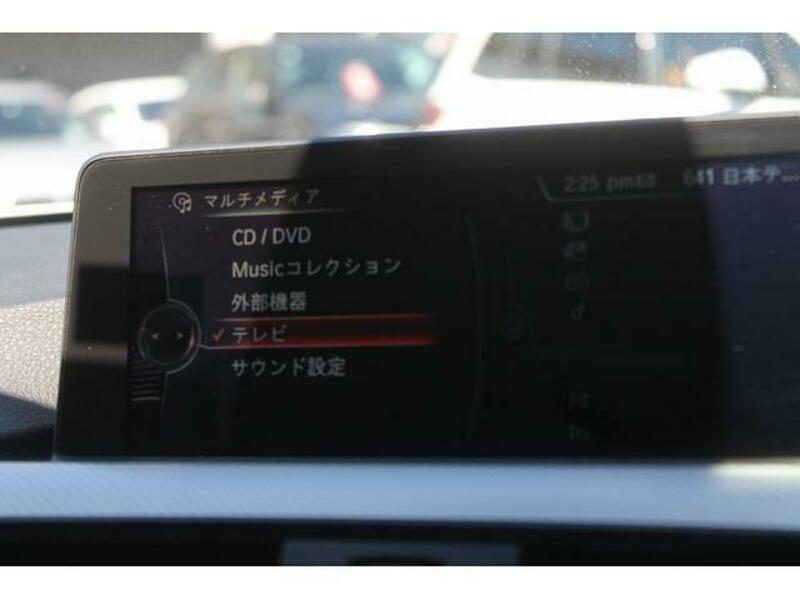 マルチメディア
2:25 pm
641 日本テ...
CD / DVD
Musicコレクション
外部機器
テレビ
サウンド設定